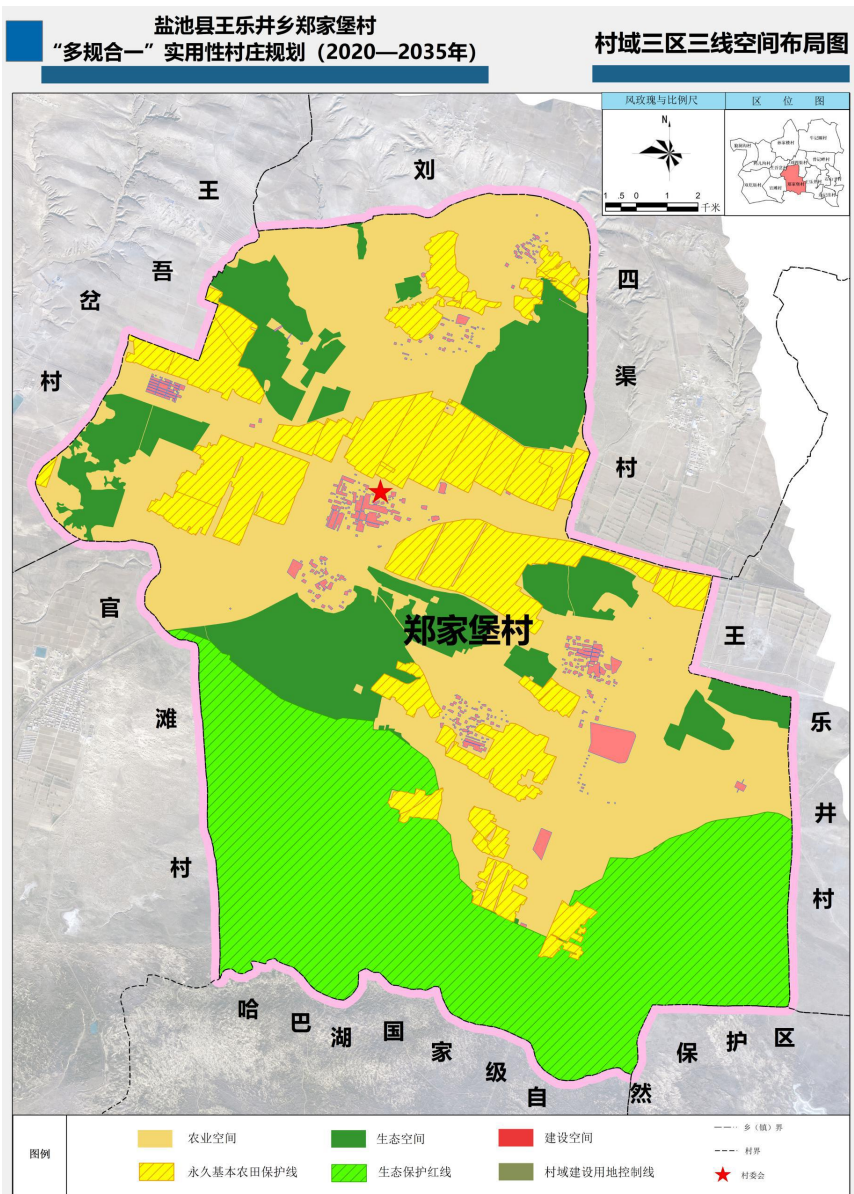 盐池县王乐井乡郑家堡村
“多规合一”实用性村庄规划（2020—2035年）
村域三区三线空间布局图
风玫瑰与比例尺
区位图
N
1 .5 0 1 2
千米
王吾岔村
刘四渠村
官滩村
郑家堡村
王乐井村
哈巴湖国家级自然保护区
图例
农业空间
生态空间
建设空间
乡（镇）界
村界
永久基本农田保护线
生态保护红线
村域建设用地控制线
村委会